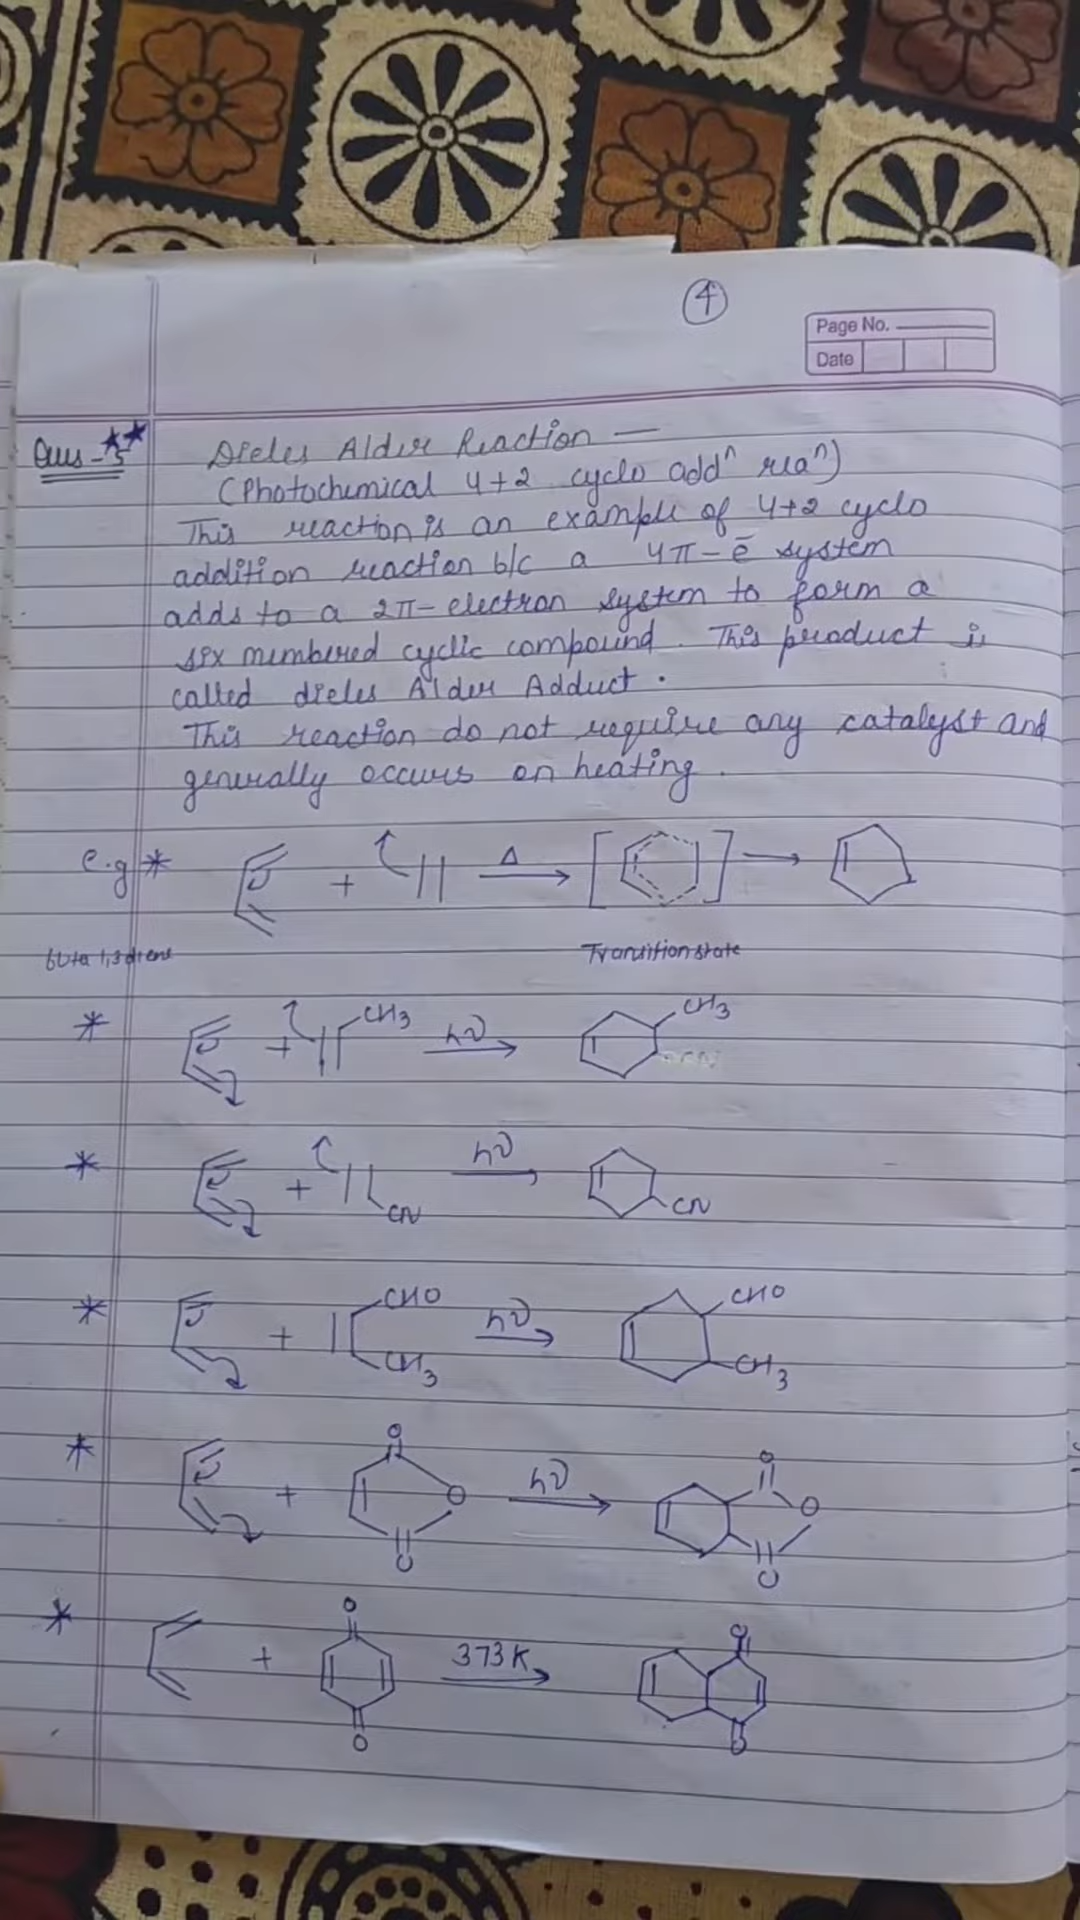 4
Page No.
Date
Ques-5
Dieles Alder Reaction —
(Photochemical 4+2 cyclo addⁿ reaⁿ)
This reaction is an example of 4+2 cyclo
addition reaction b/c a 4π-ē system
adds to a 2π-electron system to form a
six membered cyclic compound. This product is
called dieles Alder Adduct.
This reaction do not require any catalyst and
generally occurs on heating.
e.g * + Δ
buta 1,3 diene Transition state
* + CH3 hν CH3
* + CN hν CN
* + CHO CH3 hν CHO CH3
* + O O O hν O O O
* + O O 373K O O